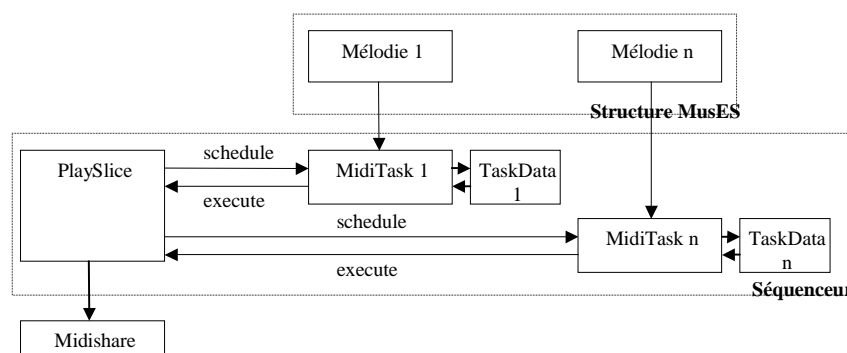 Mélodie 1
Mélodie n
Structure MusES
PlaySlice
schedule
MidiTask 1
TaskData
1
execute
schedule
MidiTask n
TaskData
n
execute
Séquenceur
Midishare